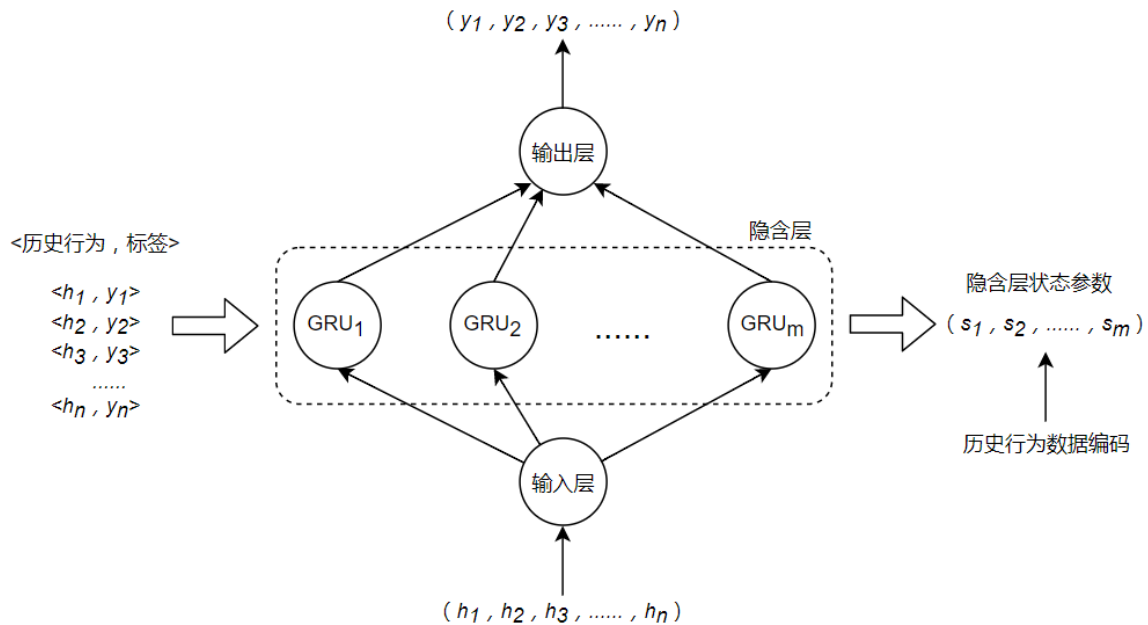 ( y1 , y2 , y3 , ...... , yn )
输出层
隐含层
<历史行为 , 标签>
<h1 , y1>
<h2 , y2>
<h3 , y3>
......
<hn , yn>
GRU1
GRU2
......
GRUm
隐含层状态参数
( s1 , s2 , ...... , sm )
历史行为数据编码
输入层
( h1 , h2 , h3 , ...... , hn )